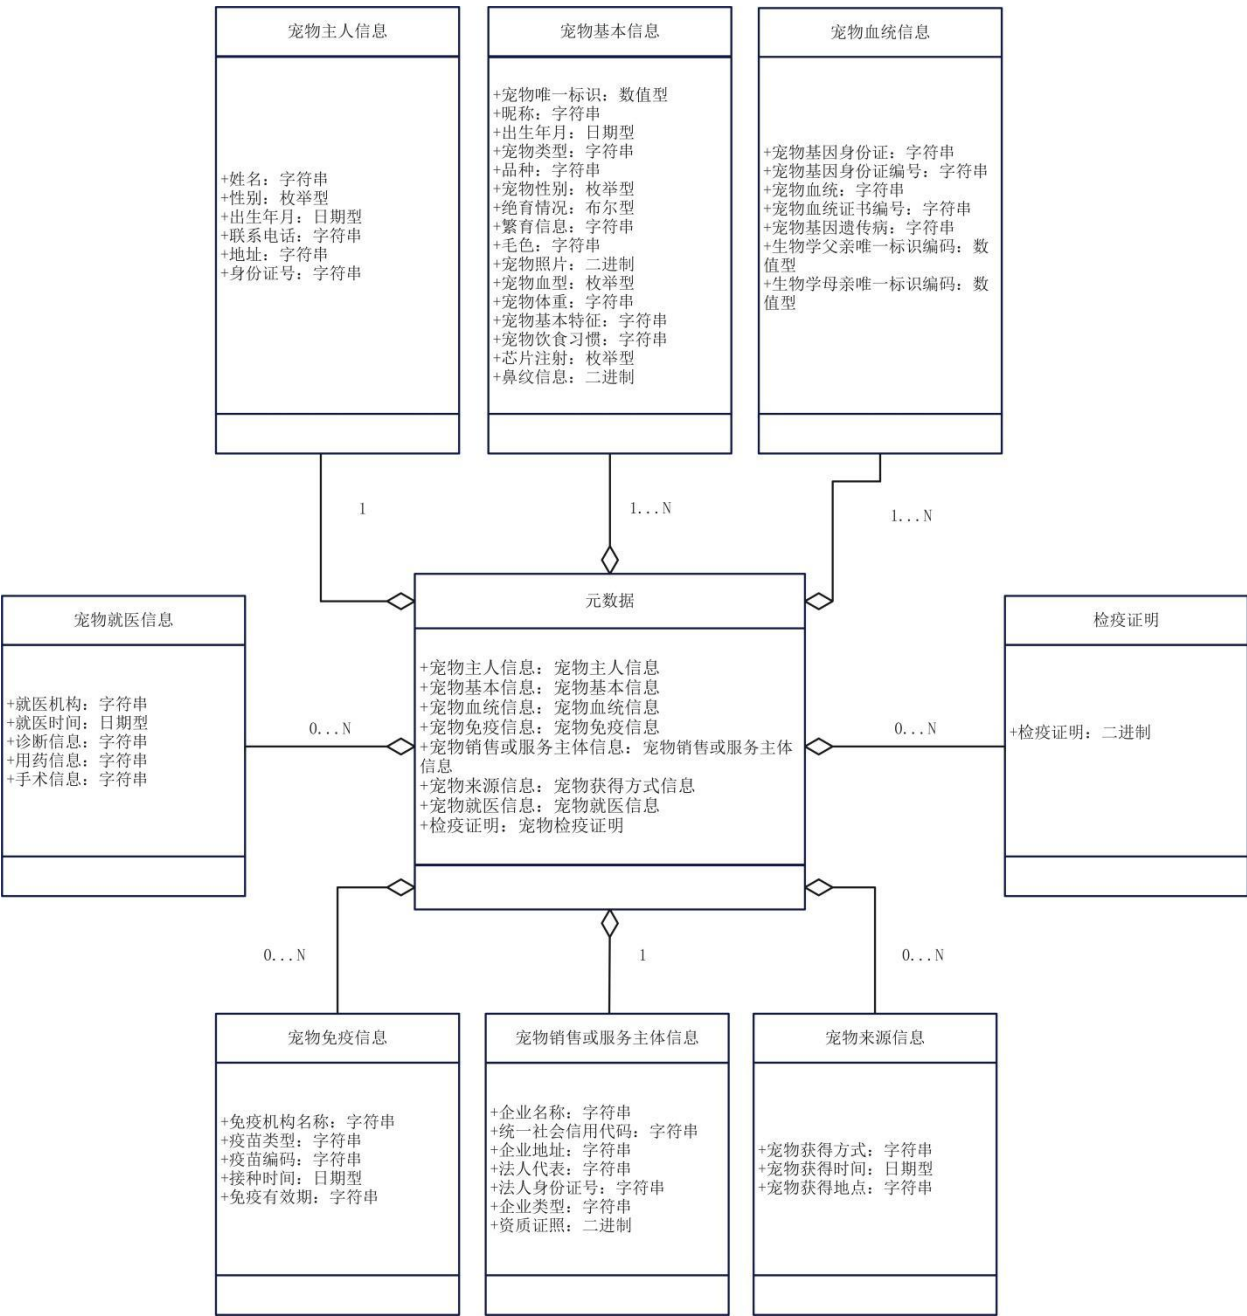 宠物主人信息
+姓名：字符串
+性别：枚举型
+出生年月：日期型
+联系电话：字符串
+地址：字符串
+身份证号：字符串
宠物基本信息
+宠物唯一标识：数值型
+昵称：字符串
+出生年月：日期型
+宠物类型：字符串
+品种：字符串
+宠物性别：枚举型
+绝育情况：布尔型
+繁育信息：字符串
+毛色：字符串
+宠物照片：二进制
+宠物血型：枚举型
+宠物体重：字符串
+宠物基本特征：字符串
+宠物饮食习惯：字符串
+芯片注射：枚举型
+鼻纹信息：二进制
宠物血统信息
+宠物基因身份证：字符串
+宠物基因身份证编号：字符串
+宠物血统：字符串
+宠物血统证书编号：字符串
+宠物基因遗传病：字符串
+生物学父亲唯一标识编码：数
值型
+生物学母亲唯一标识编码：数
值型
1
1...N
1...N
宠物就医信息
+就医机构：字符串
+就医时间：日期型
+诊断信息：字符串
+用药信息：字符串
+手术信息：字符串
0...N
元数据
+宠物主人信息：宠物主人信息
+宠物基本信息：宠物基本信息
+宠物血统信息：宠物血统信息
+宠物免疫信息：宠物免疫信息
+宠物销售或服务主体信息：宠物销售或服务主体
信息
+宠物来源信息：宠物获得方式信息
+宠物就医信息：宠物就医信息
+检疫证明：宠物检疫证明
0...N
检疫证明
+检疫证明：二进制
0...N
1
0...N
宠物免疫信息
+免疫机构名称：字符串
+疫苗类型：字符串
+疫苗编码：字符串
+接种时间：日期型
+免疫有效期：字符串
宠物销售或服务主体信息
+企业名称：字符串
+统一社会信用代码：字符串
+企业地址：字符串
+法人代表：字符串
+法人身份证号：字符串
+企业类型：字符串
+资质证照：二进制
宠物来源信息
+宠物获得方式：字符串
+宠物获得时间：日期型
+宠物获得地点：字符串